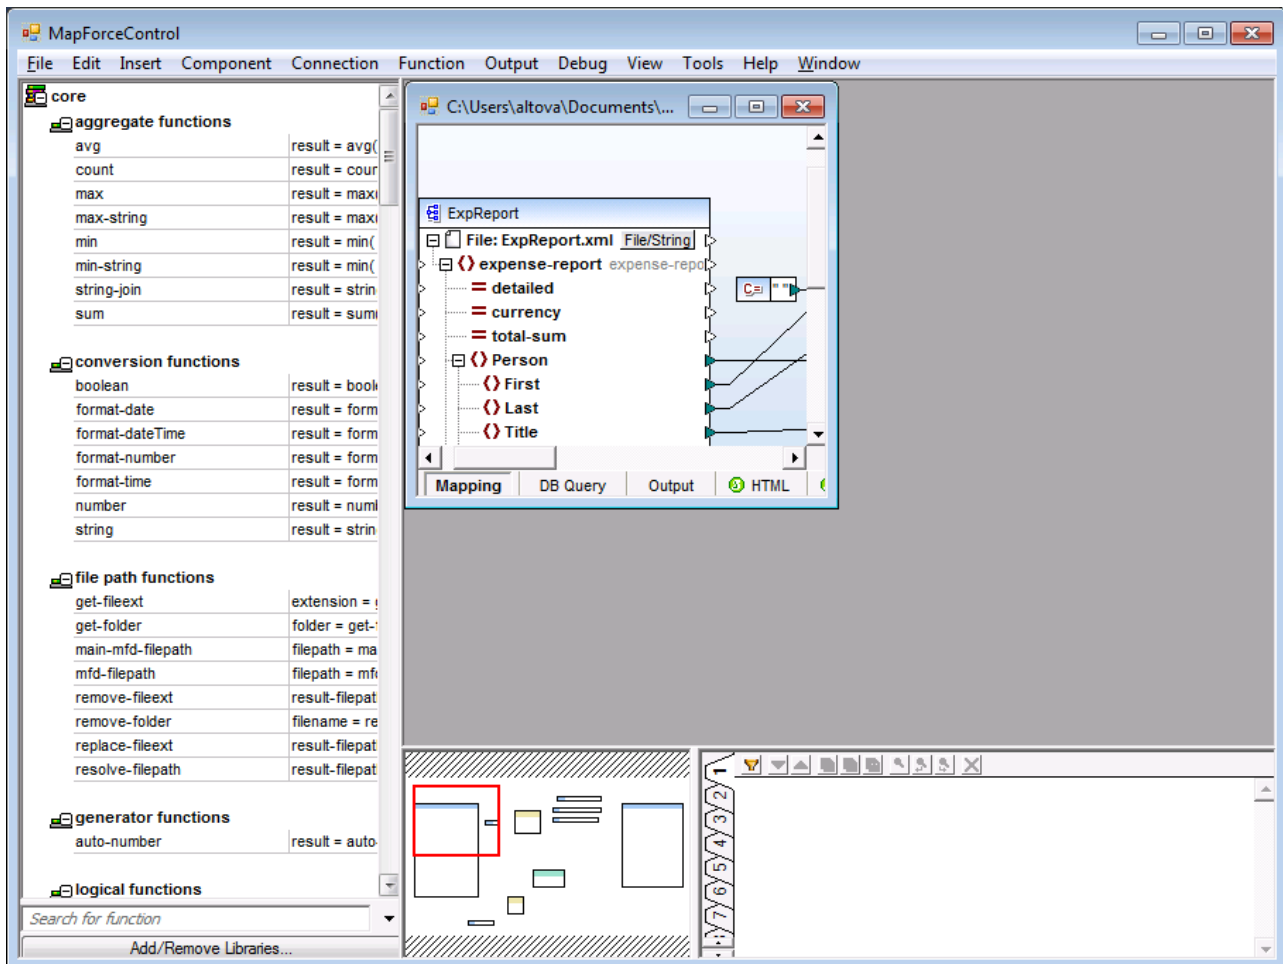 MapForceControl
File Edit Insert Component Connection Function Output Debug View Tools Help Window
core
aggregate functions
avg result = avg(
count result = coun
max result = max(
max-string result = max(
min result = min(
min-string result = min(
string-join result = strin
sum result = sum(
conversion functions
boolean result = boole
format-date result = form
format-dateTime result = form
format-number result = form
format-time result = form
number result = numl
string result = strin
file path functions
get-fileext extension = g
get-folder folder = get-f
main-mfd-filepath filepath = ma
mfd-filepath filepath = mfd
remove-fileext result-filepat
remove-folder filename = re
replace-fileext result-filepat
resolve-filepath result-filepat
generator functions
auto-number result = auto-
logical functions
Search for function
Add/Remove Libraries...
C:\Users\altova\Documents\...
ExpReport
File: ExpReport.xml File/String
expense-report expense-repo
detailed
currency
total-sum
Person
First
Last
Title
C= " "
Mapping DB Query Output HTML
1
2
3
4
5
6
7